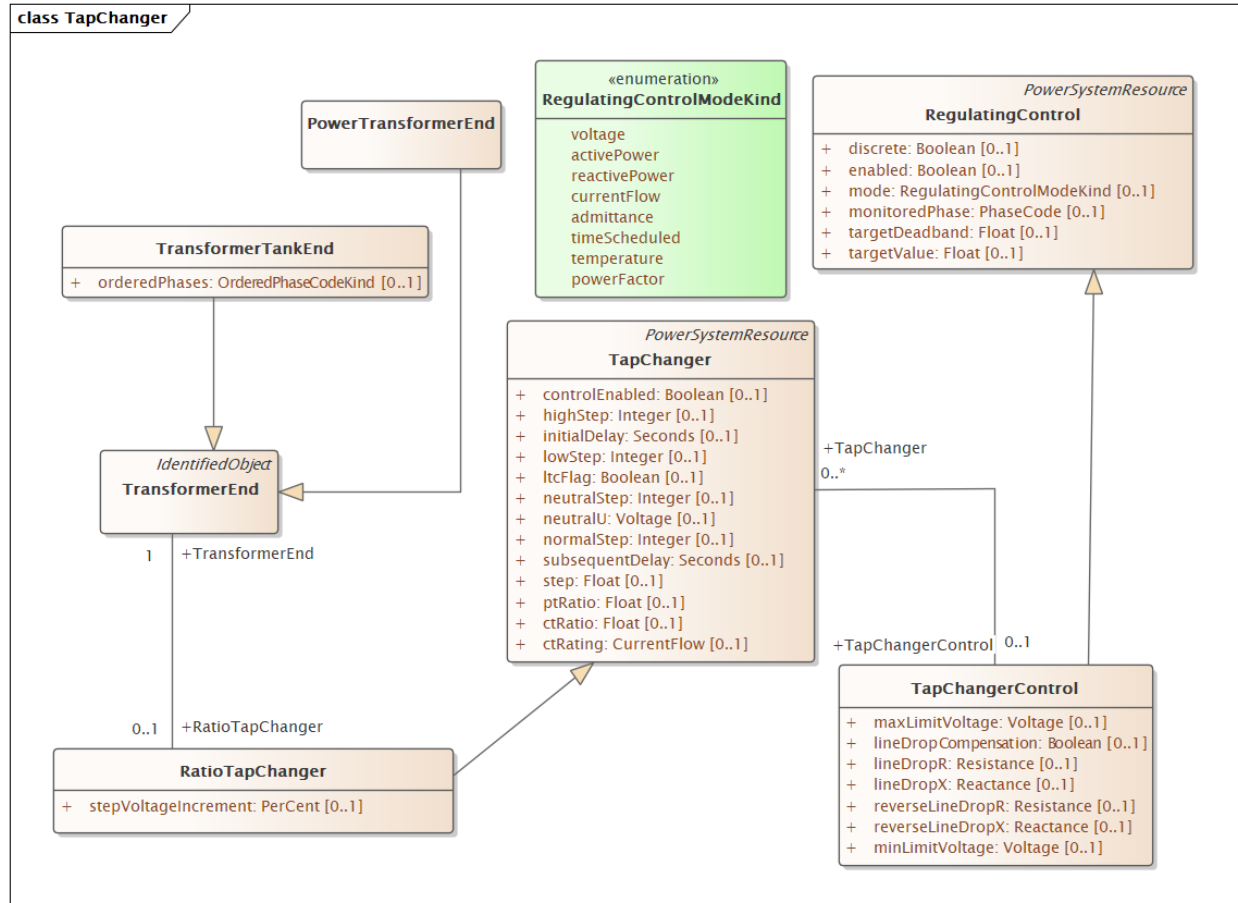 class TapChanger
«enumeration»
RegulatingControlModeKind
voltage
activePower
reactivePower
currentFlow
admittance
timeScheduled
temperature
powerFactor
PowerSystemResource
RegulatingControl
+ discrete: Boolean [0..1]
+ enabled: Boolean [0..1]
+ mode: RegulatingControlModeKind [0..1]
+ monitoredPhase: PhaseCode [0..1]
+ targetDeadband: Float [0..1]
+ targetValue: Float [0..1]
PowerTransformerEnd
TransformerTankEnd
+ orderedPhases: OrderedPhaseCodeKind [0..1]
PowerSystemResource
TapChanger
+ controlEnabled: Boolean [0..1]
+ highStep: Integer [0..1]
+ initialDelay: Seconds [0..1]
+ lowStep: Integer [0..1]
+ ltcFlag: Boolean [0..1]
+ neutralStep: Integer [0..1]
+ neutralU: Voltage [0..1]
+ normalStep: Integer [0..1]
+ subsequentDelay: Seconds [0..1]
+ step: Float [0..1]
+ ptRatio: Float [0..1]
+ ctRatio: Float [0..1]
+ ctRating: CurrentFlow [0..1]
+TapChanger
0..*
IdentifiedObject
TransformerEnd
1 +TransformerEnd
+TapChangerControl 0..1
0..1 +RatioTapChanger
RatioTapChanger
+ stepVoltageIncrement: PerCent [0..1]
TapChangerControl
+ maxLimitVoltage: Voltage [0..1]
+ lineDropCompensation: Boolean [0..1]
+ lineDropR: Resistance [0..1]
+ lineDropX: Reactance [0..1]
+ reverseLineDropR: Resistance [0..1]
+ reverseLineDropX: Reactance [0..1]
+ minLimitVoltage: Voltage [0..1]